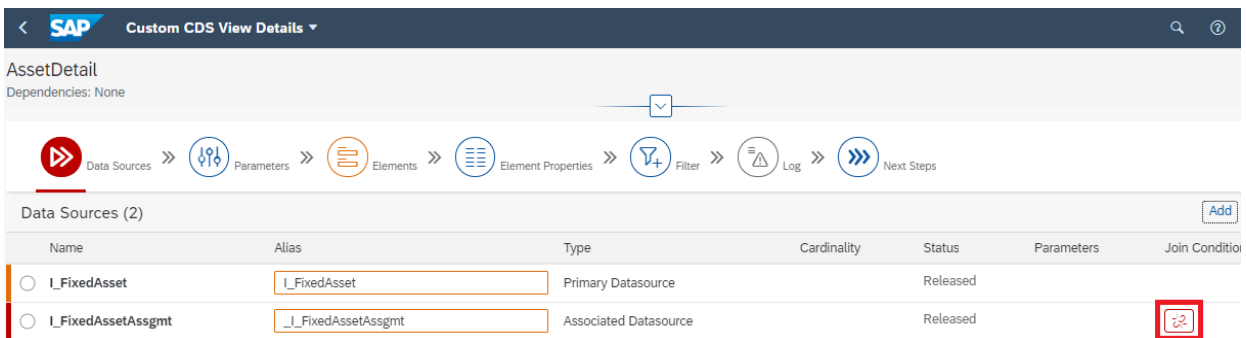 SAP Custom CDS View Details
AssetDetail
Dependencies: None
Data Sources Parameters Elements Element Properties Filter Log Next Steps
Data Sources (2) Add
Name Alias Type Cardinality Status Parameters Join Condition
I_FixedAsset I_FixedAsset Primary Datasource Released
I_FixedAssetAssgmt _I_FixedAssetAssgmt Associated Datasource Released